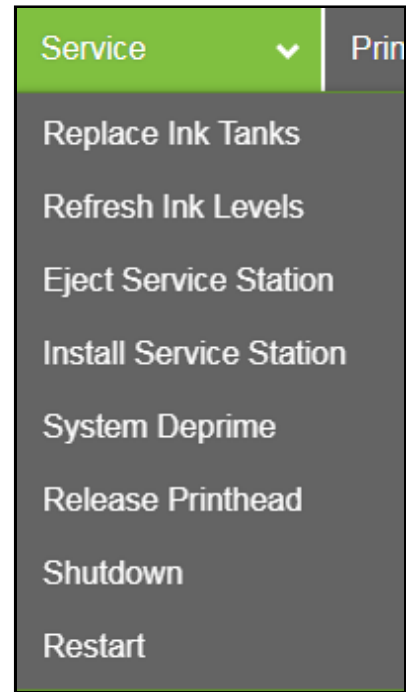 Service Prin
Replace Ink Tanks
Refresh Ink Levels
Eject Service Station
Install Service Station
System Deprime
Release Printhead
Shutdown
Restart